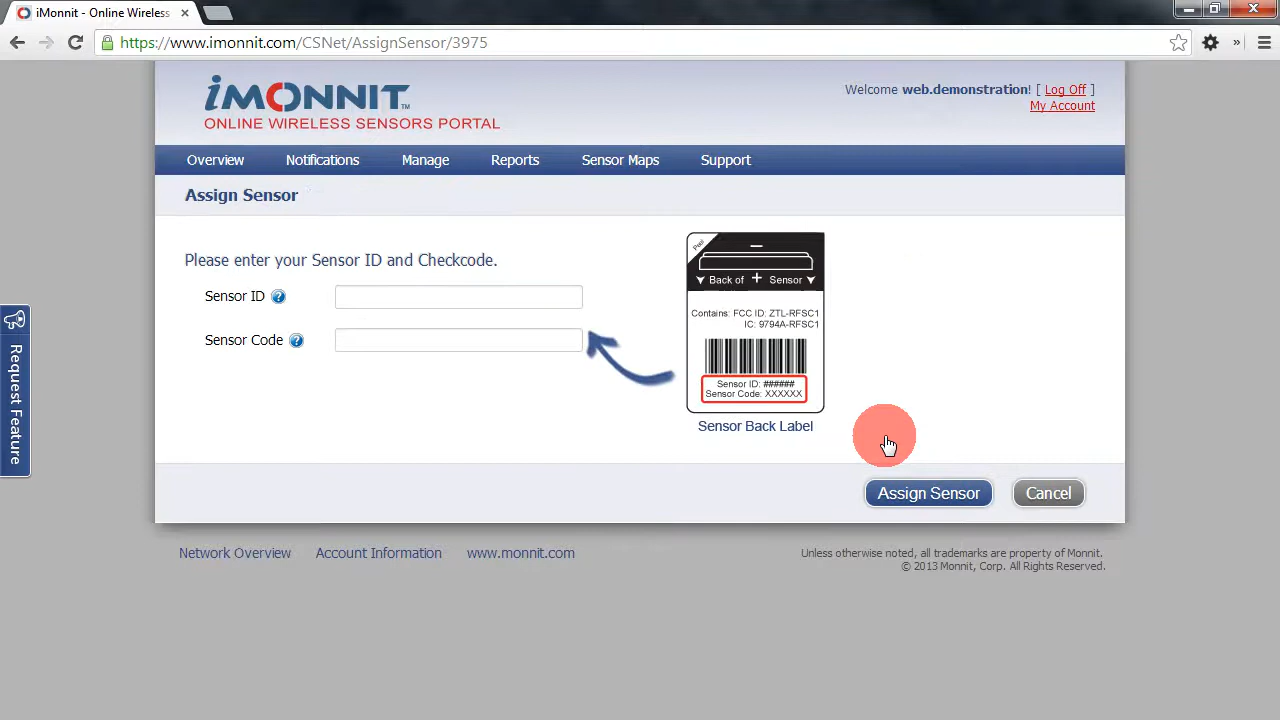 iMonnit - Online Wireless
https://www.imonnit.com/CSNet/AssignSensor/3975
iMONNIT™
ONLINE WIRELESS SENSORS PORTAL
Welcome web.demonstration! [ Log Off ]
My Account
Overview Notifications Manage Reports Sensor Maps Support
Assign Sensor
Please enter your Sensor ID and Checkcode.
Sensor ID ?
Sensor Code ?
Peel
Back of + Sensor
Contains: FCC ID: ZTL-RFSC1
IC: 9794A-RFSC1
Sensor ID: ######
Sensor Code: XXXXXX
Sensor Back Label
Request Feature
Assign Sensor Cancel
Network Overview Account Information www.monnit.com
Unless otherwise noted, all trademarks are property of Monnit.
© 2013 Monnit, Corp. All Rights Reserved.